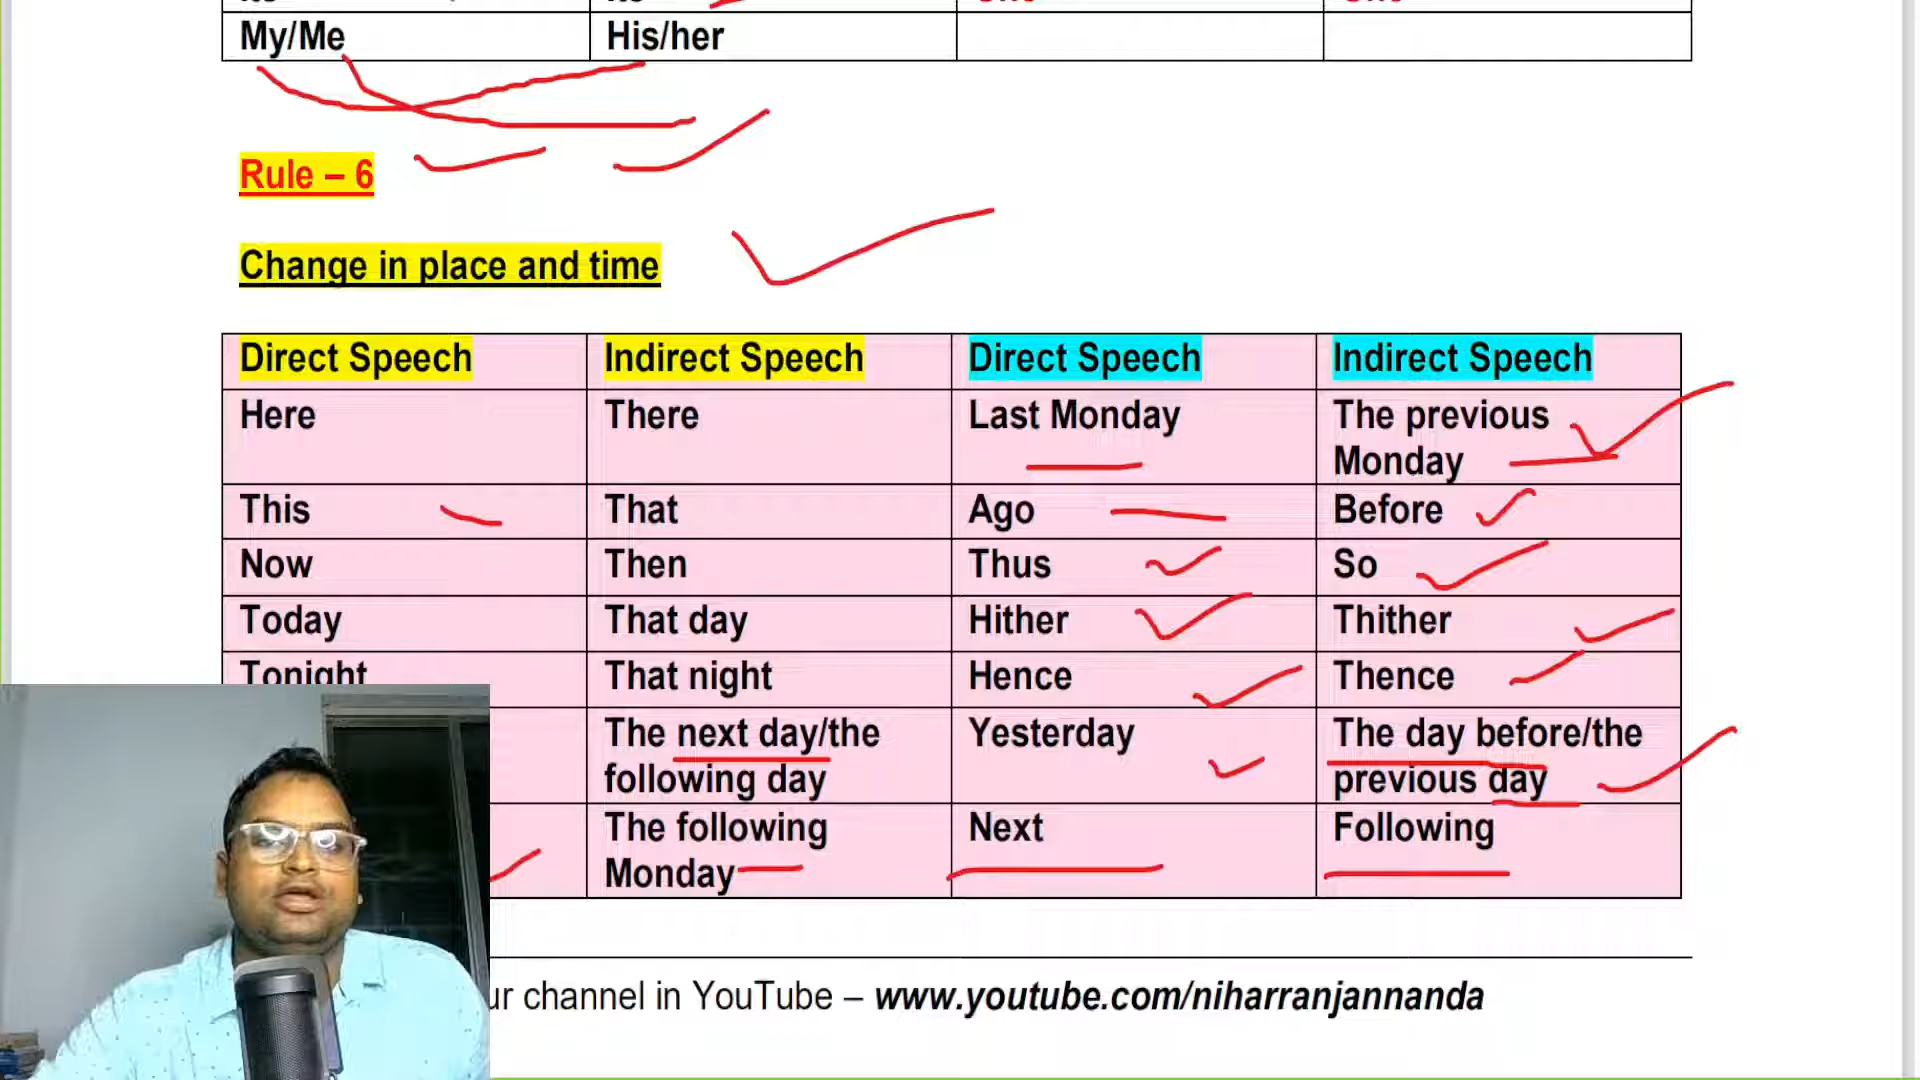 My/Me His/her
Rule – 6
Change in place and time
Direct Speech Indirect Speech Direct Speech Indirect Speech
Here There Last Monday The previous
Monday
This That Ago Before
Now Then Thus So
Today That day Hither Thither
Tonight That night Hence Thence
The next day/the Yesterday The day before/the
following day previous day
The following Next Following
Monday
channel in YouTube – www.youtube.com/niharranjannanda